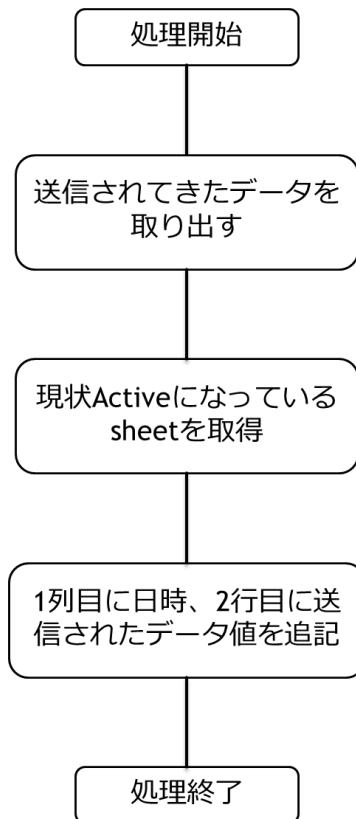 処理開始
送信されてきたデータを
取り出す
現状Activeになっている
sheetを取得
1列目に日時、2行目に送
信されたデータ値を追記
処理終了